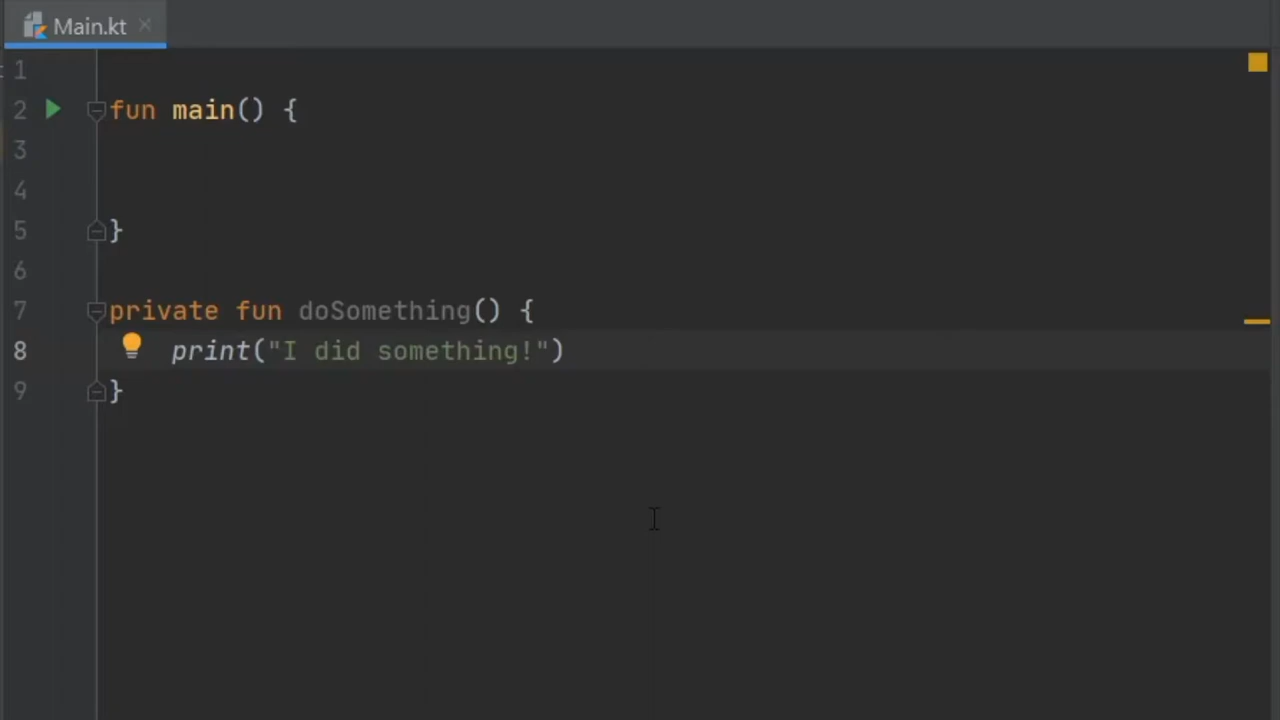 Main.kt
1
2 fun main() {
3
4
5 }
6
7 private fun doSomething() {
8 print("I did something!")
9 }